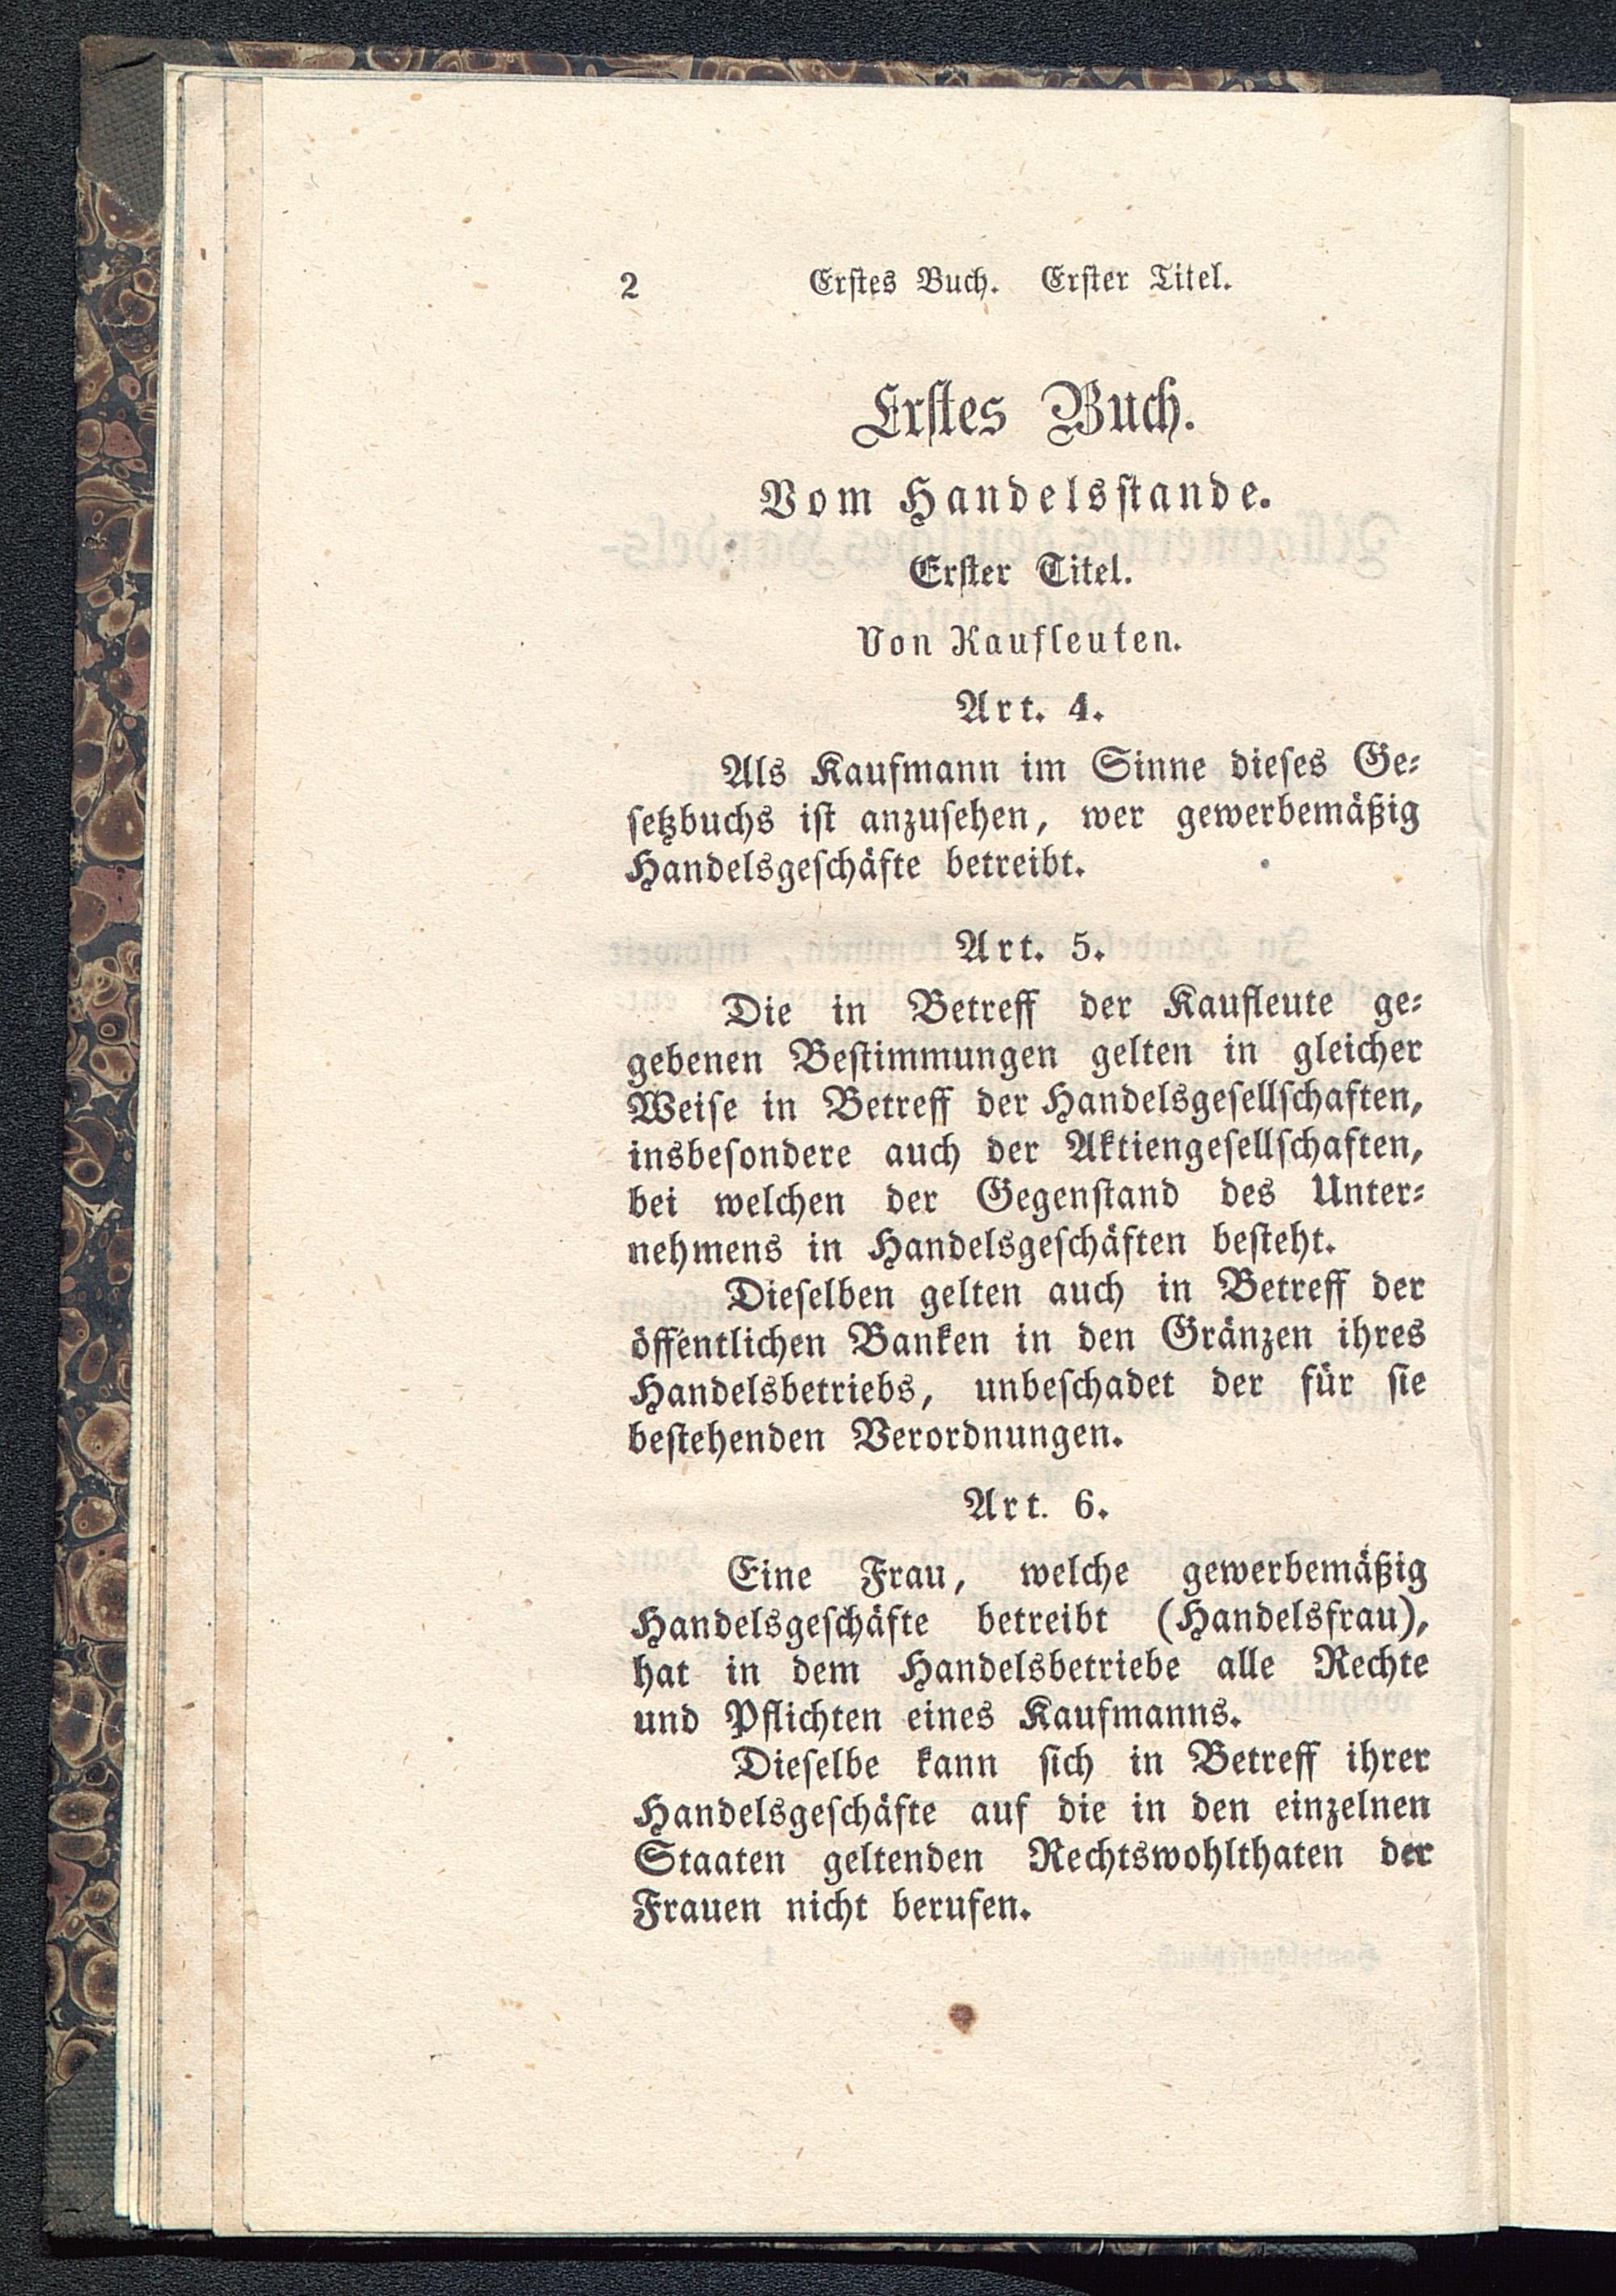 2 Erstes Buch. Erster Titel.
Erstes Buch.
Vom Handelsstande.
Erster Titel.
Von Kaufleuten.
Art. 4.
Als Kaufmann im Sinne dieses Ge-
setzbuchs ist anzusehen, wer gewerbemäßig
Handelsgeschäfte betreibt.
Art. 5.
Die in Betreff der Kaufleute ge-
gebenen Bestimmungen gelten in gleicher
Weise in Betreff der Handelsgesellschaften,
insbesondere auch der Aktiengesellschaften,
bei welchen der Gegenstand des Unter-
nehmens in Handelsgeschäften besteht.
Dieselben gelten auch in Betreff der
öffentlichen Banken in den Gränzen ihres
Handelsbetriebs, unbeschadet der für sie
bestehenden Verordnungen.
Art. 6.
Eine Frau, welche gewerbemäßig
Handelsgeschäfte betreibt (Handelsfrau),
hat in dem Handelsbetriebe alle Rechte
und Pflichten eines Kaufmanns.
Dieselbe kann sich in Betreff ihrer
Handelsgeschäfte auf die in den einzelnen
Staaten geltenden Rechtswohlthaten der
Frauen nicht berufen.